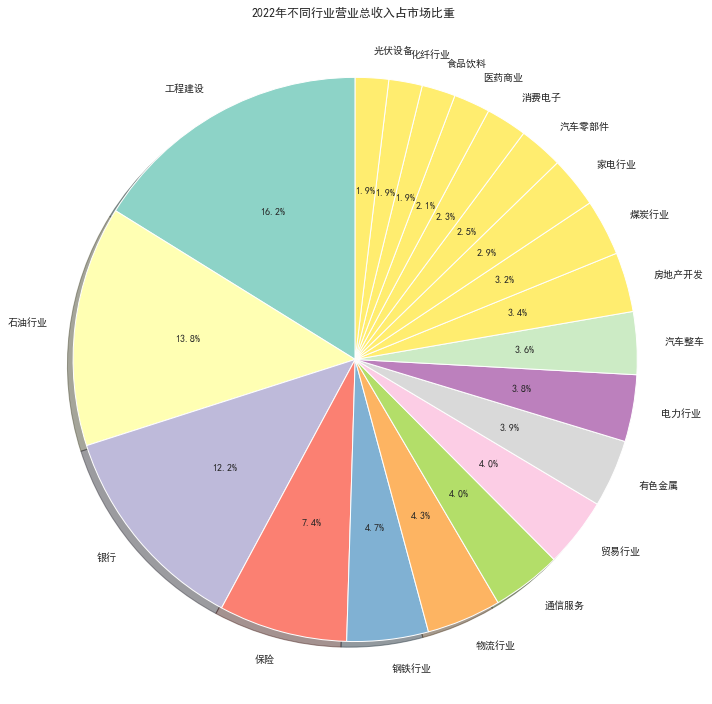 2022年不同行业营业总收入占市场比重
工程建设
16.2%
石油行业
13.8%
银行
12.2%
保险
7.4%
钢铁行业
4.7%
物流行业
4.3%
通信服务
4.0%
贸易行业
4.0%
有色金属
3.9%
电力行业
3.8%
汽车整车
3.6%
房地产开发
3.4%
煤炭行业
3.2%
家电行业
2.9%
汽车零部件
2.5%
消费电子
2.3%
医药商业
2.1%
食品饮料
1.9%
化纤行业
1.9%
光伏设备
1.9%